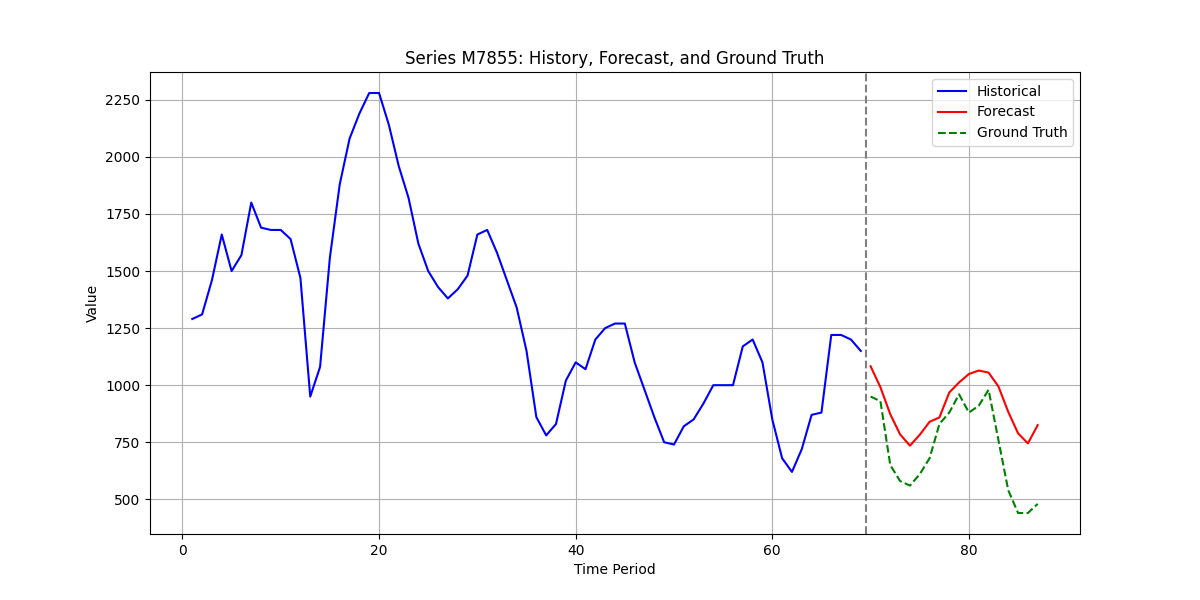 Series M7855: History, Forecast, and Ground Truth
Historical
Forecast
Ground Truth
Value
2250
2000
1750
1500
1250
1000
750
500
0
20
40
60
80
Time Period